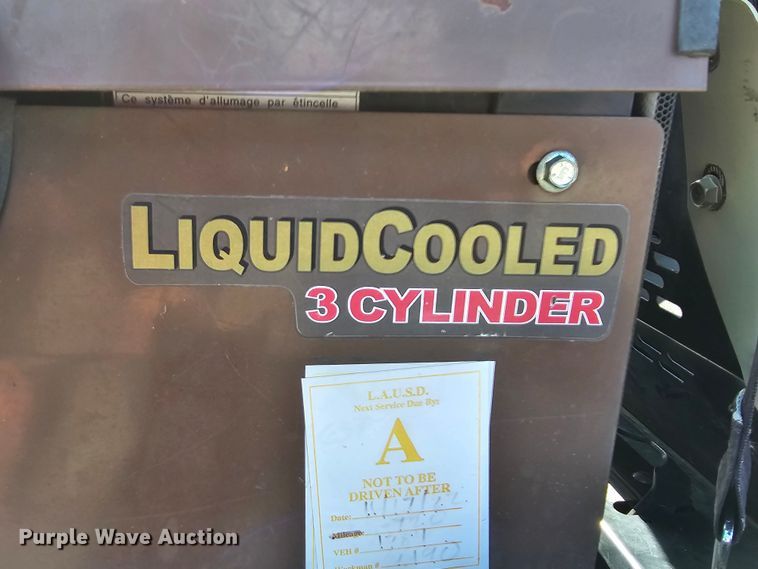 Ce système d'allumage par étincelle
LIQUIDCOOLED
3 CYLINDER
L.A.U.S.D.
Next Service Due By:
A
NOT TO BE
DRIVEN AFTER
Date:
Mileage:
VEH #
Workman #
Purple Wave Auction®